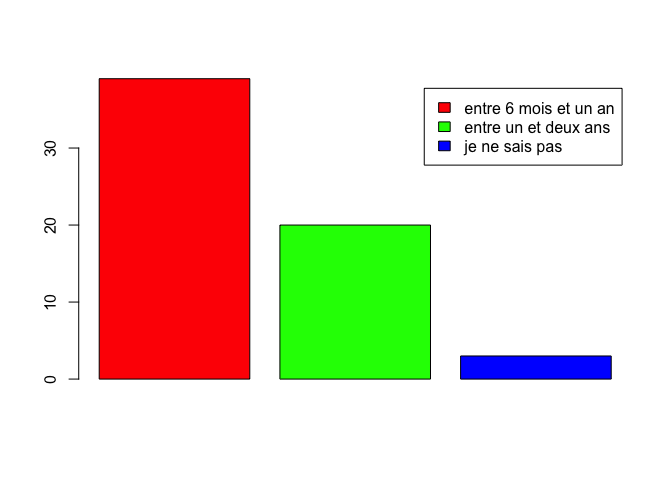 entre 6 mois et un an
entre un et deux ans
je ne sais pas
30
20
10
0